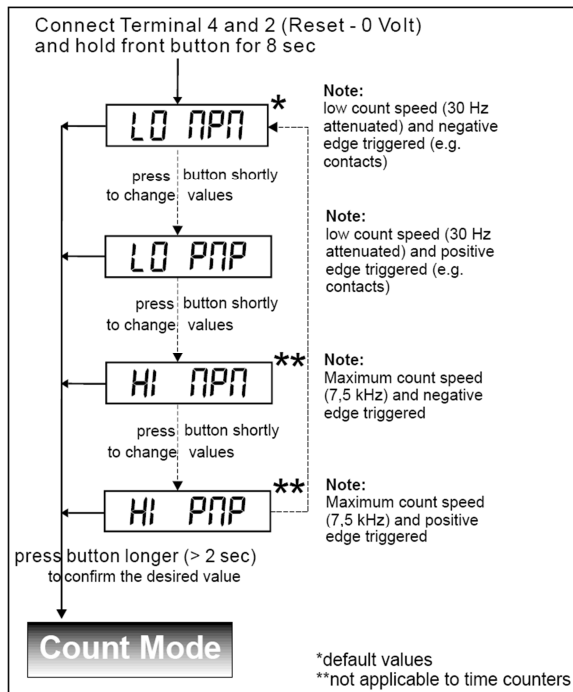 Connect Terminal 4 and 2 (Reset - 0 Volt)
and hold front button for 8 sec
LO NPN *
Note:
low count speed (30 Hz
attenuated) and negative
edge triggered (e.g.
contacts)
press button shortly
to change values
LO PNP
Note:
low count speed (30 Hz
attenuated) and positive
edge triggered (e.g.
contacts)
press button shortly
to change values
HI NPN **
Note:
Maximum count speed
(7,5 kHz) and negative
edge triggered
press button shortly
to change values
HI PNP **
Note:
Maximum count speed
(7,5 kHz) and positive
edge triggered
press button longer (> 2 sec)
to confirm the desired value
Count Mode
*default values
**not applicable to time counters